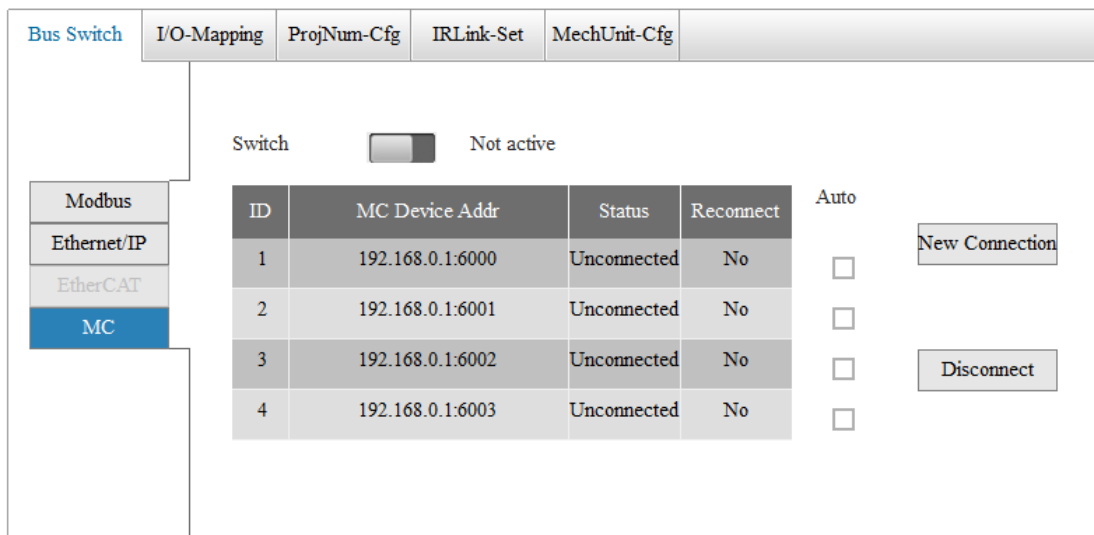 Bus Switch I/O-Mapping ProjNum-Cfg IRLink-Set MechUnit-Cfg
Switch Not active
Modbus
Ethernet/IP
EtherCAT
MC
ID MC Device Addr Status Reconnect Auto
1 192.168.0.1:6000 Unconnected No
2 192.168.0.1:6001 Unconnected No
3 192.168.0.1:6002 Unconnected No
4 192.168.0.1:6003 Unconnected No
New Connection
Disconnect